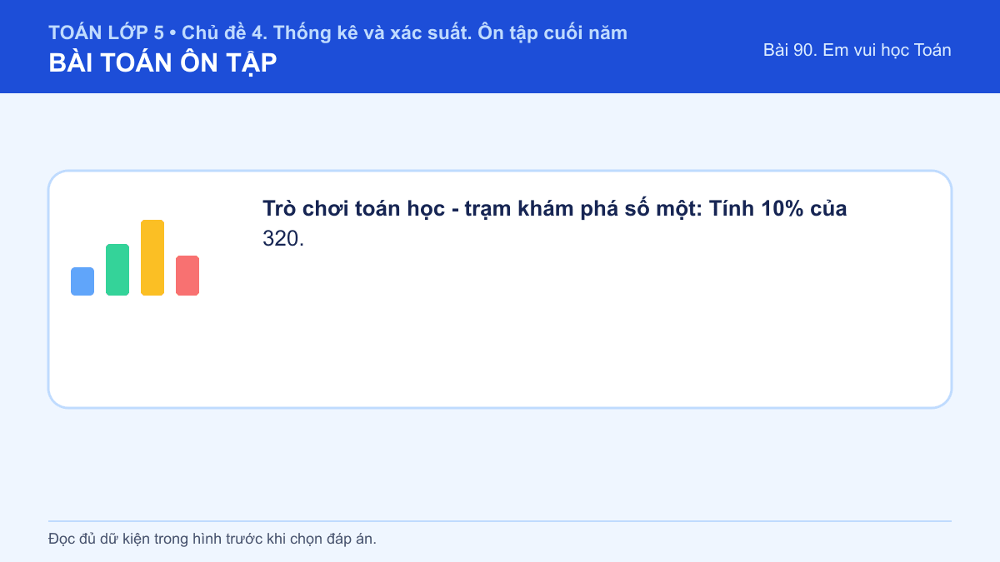 TOÁN LỚP 5 • Chủ đề 4. Thống kê và xác suất. Ôn tập cuối năm
BÀI TOÁN ÔN TẬP
Bài 90. Em vui học Toán
Trò chơi toán học - trạm khám phá số một: Tính 10% của
320.
Đọc đủ dữ kiện trong hình trước khi chọn đáp án.